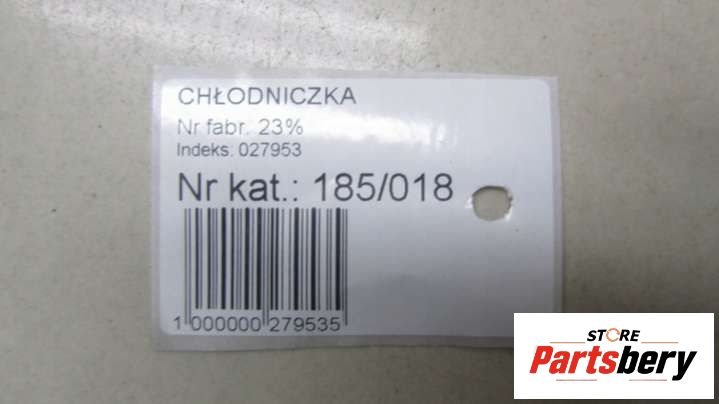 CHŁODNICZKA
Nr fabr. 23%
Indeks: 027953
Nr kat.: 185/018
1 000000 279535
STORE
Partsbery